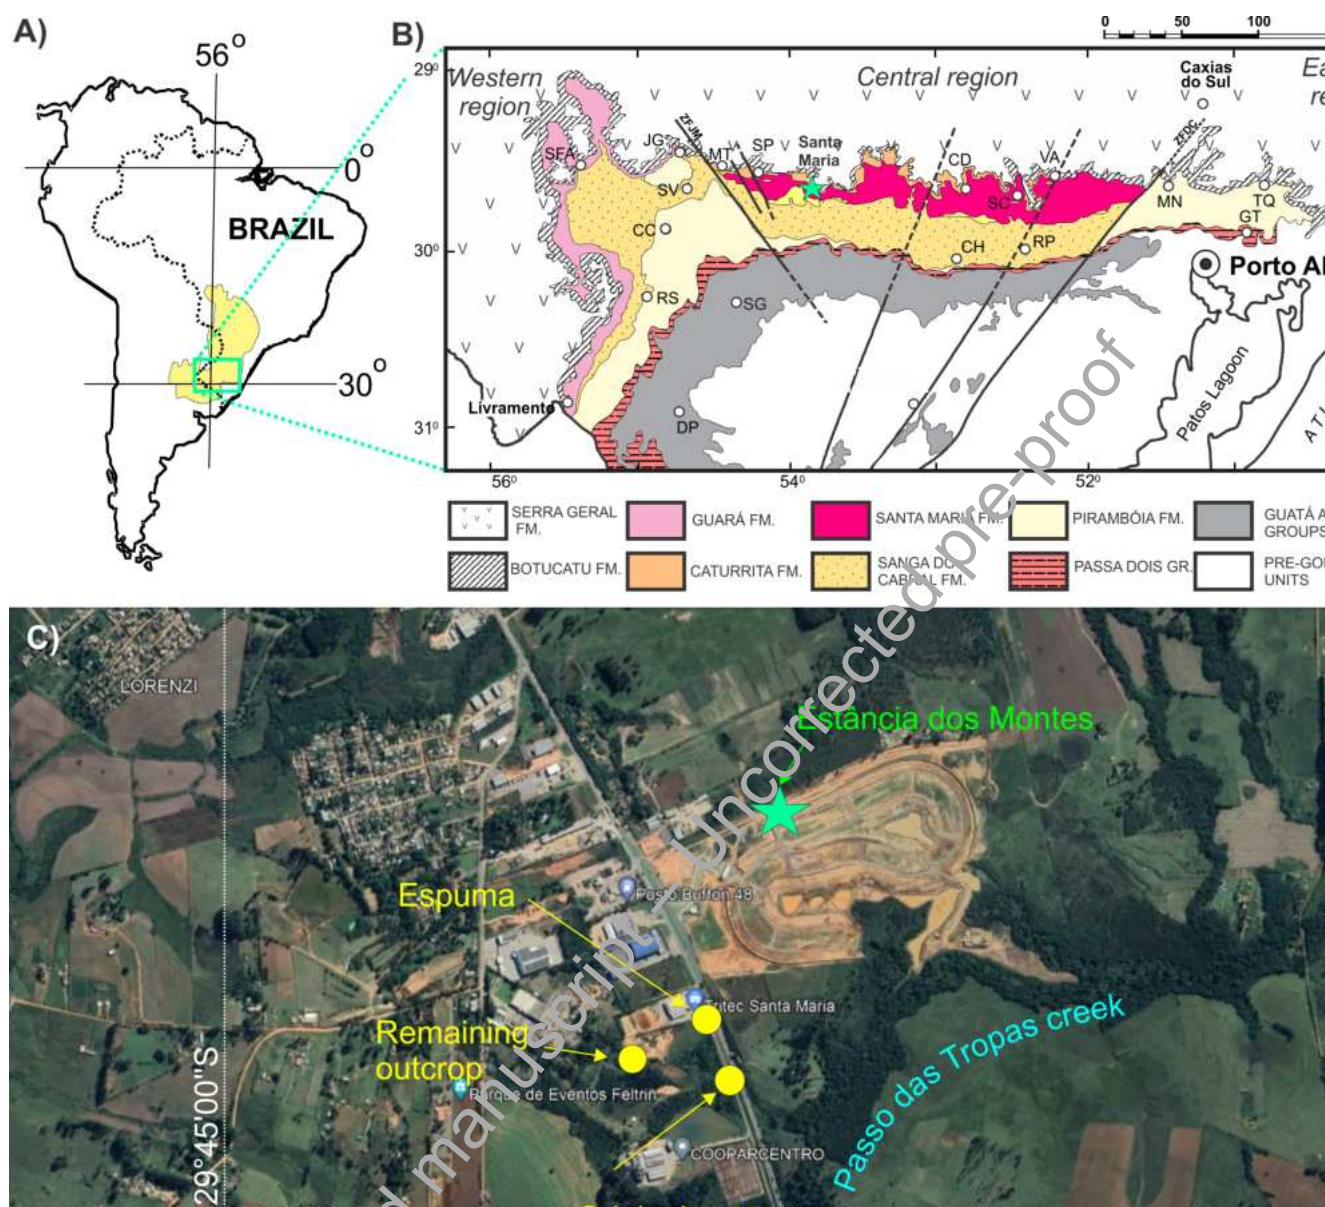 A)
56°
0°
BRAZIL
30°
B)
0 50 100
29°
30°
31°
Western
region
Central region
Caxias
do Sul
Ea
re
ZFJM
ZFDC
SFA
JG
MT
SP
Santa
Maria
CD
VA
SV
SC
MN
TQ
GT
CC
CH
RP
RS
SG
Porto Al
Livramento
DP
Patos Lagoon
ATL
56°
54°
52°
SERRA GERAL
FM.
GUARÁ FM.
SANTA MARIA FM.
PIRAMBÓIA FM.
GUATÁ A
GROUPS
BOTUCATU FM.
CATURRITA FM.
SANGA DO
CABRAL FM.
PASSA DOIS GR.
PRE-GO
UNITS
C)
LORENZI
Estância dos Montes
Espuma
Posto Buffon 48
Tritec Santa Maria
Remaining
outcrop
Parque de Eventos Feltrin
COOPARCENTRO
Passo das Tropas creek
29°45'00"S
d manuscript - uncorrected pre-proof